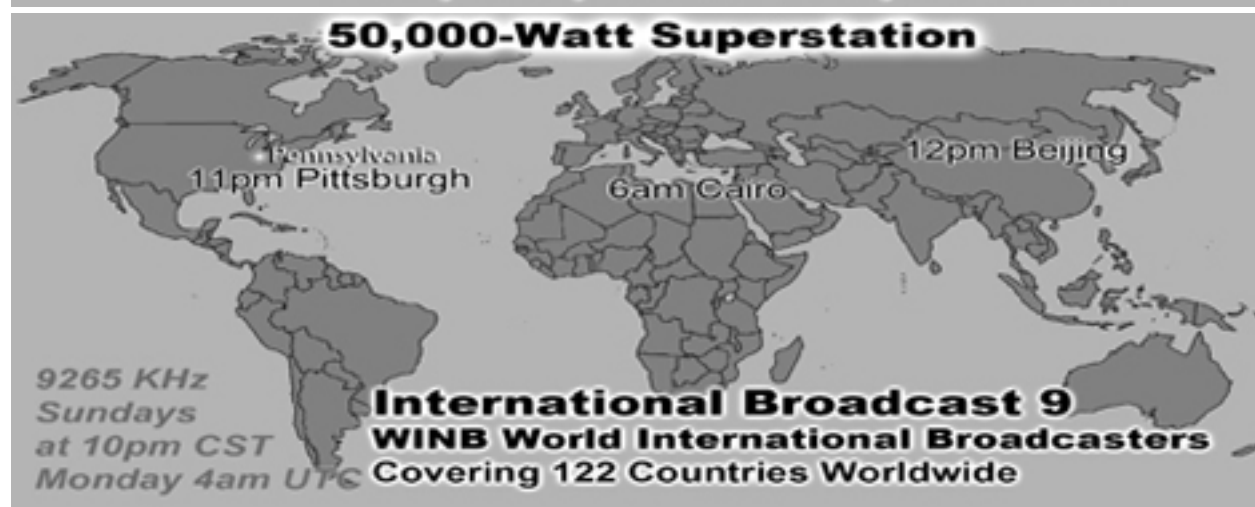 50,000-Watt Superstation
Pennsylvania
11pm Pittsburgh
6am Cairo
12pm Beijing
9265 KHz
Sundays
at 10pm CST
Monday 4am UTC
International Broadcast 9
WINB World International Broadcasters
Covering 122 Countries Worldwide